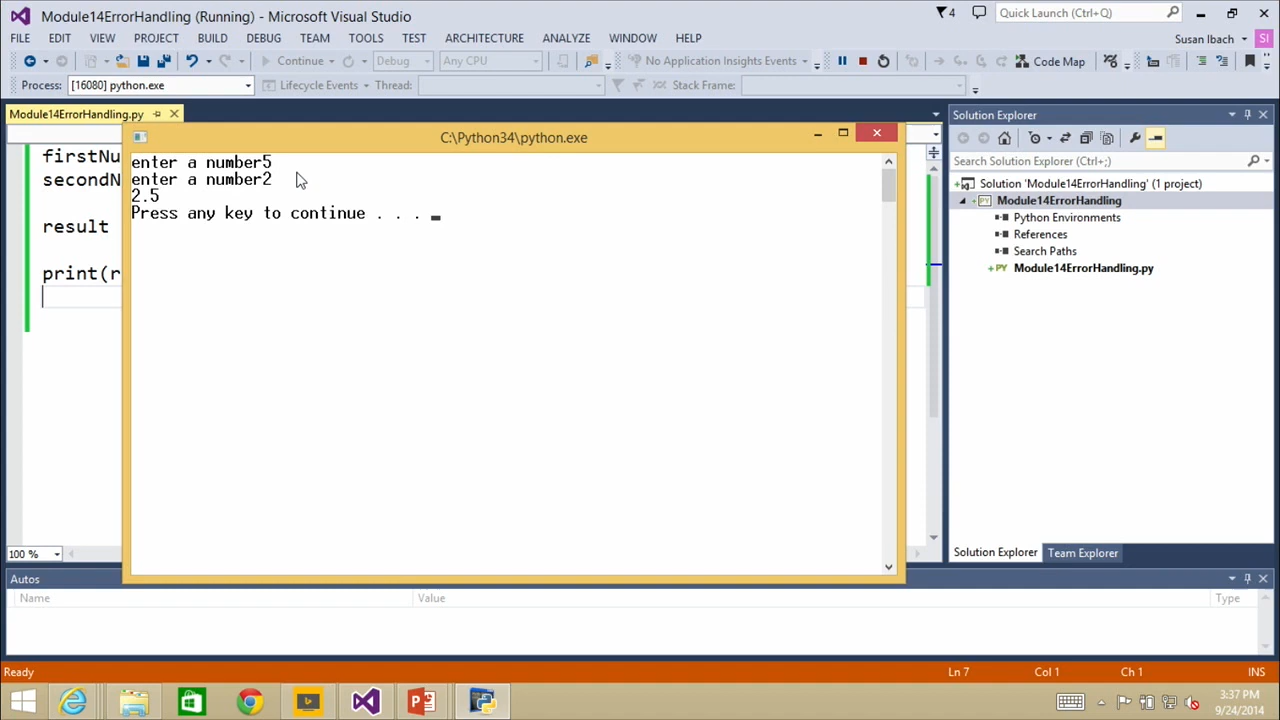 Module14ErrorHandling (Running) - Microsoft Visual Studio
4
Quick Launch (Ctrl+Q)
FILE EDIT VIEW PROJECT BUILD DEBUG TEAM TOOLS TEST ARCHITECTURE ANALYZE WINDOW HELP
Susan Ibach
SI
Continue Debug Any CPU No Application Insights Events Code Map
Process: [16080] python.exe Lifecycle Events Thread: Stack Frame:
Module14ErrorHandling.py
C:\Python34\python.exe
firstNu
secondN
result
print(r
enter a number5
enter a number2
2.5
Press any key to continue . . .
100 %
Solution Explorer
Search Solution Explorer (Ctrl+;)
Solution 'Module14ErrorHandling' (1 project)
PY Module14ErrorHandling
Python Environments
References
Search Paths
PY Module14ErrorHandling.py
Solution Explorer Team Explorer
Autos
Name Value Type
Ready Ln 7 Col 1 Ch 1 INS
3:37 PM
9/24/2014